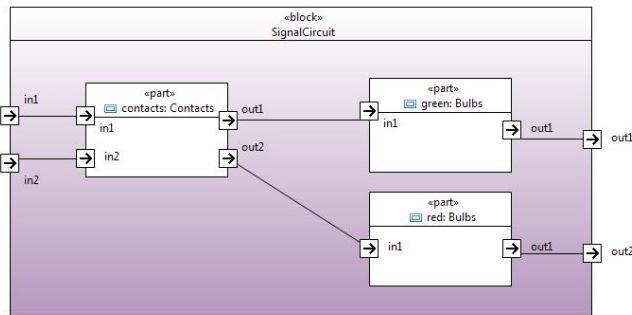 «block»
SignalCircuit
in1
in2
«part»
contacts: Contacts
in1
in2
out1
out2
«part»
green: Bulbs
in1
out1
out1
«part»
red: Bulbs
in1
out1
out2